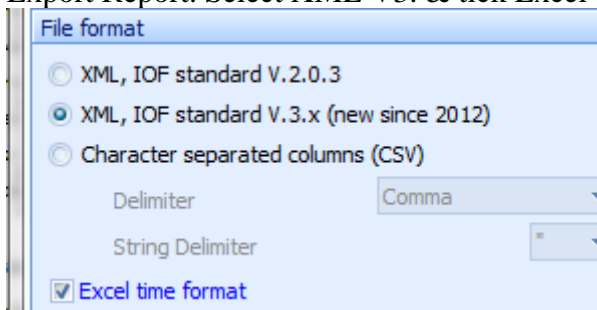 Export Report. Select XML V3. & tick Excel
File format
XML, IOF standard V.2.0.3
XML, IOF standard V.3.x (new since 2012)
Character separated columns (CSV)
Delimiter Comma
String Delimiter "
Excel time format